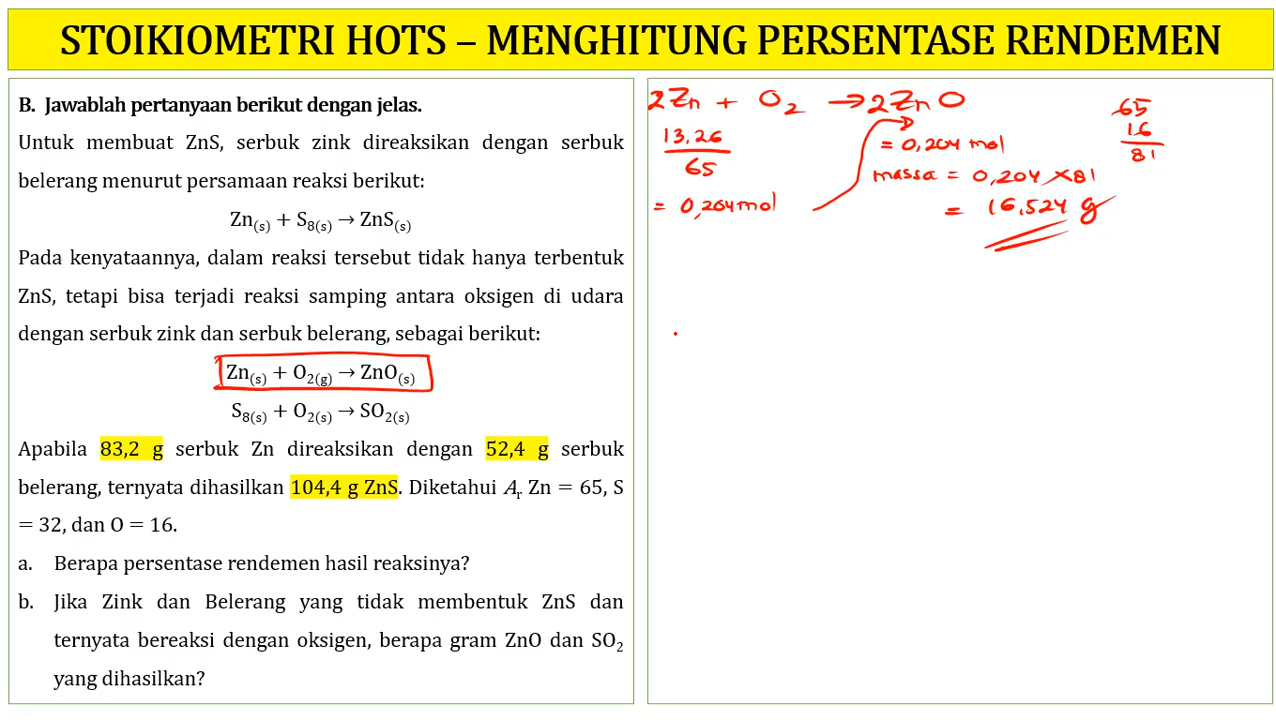 STOIKIOMETRI HOTS – MENGHITUNG PERSENTASE RENDEMEN
B. Jawablah pertanyaan berikut dengan jelas.
Untuk membuat ZnS, serbuk zink direaksikan dengan serbuk
belerang menurut persamaan reaksi berikut:
Zn(s) + S8(s) → ZnS(s)
Pada kenyataannya, dalam reaksi tersebut tidak hanya terbentuk
ZnS, tetapi bisa terjadi reaksi samping antara oksigen di udara
dengan serbuk zink dan serbuk belerang, sebagai berikut:
Zn(s) + O2(g) → ZnO(s)
S8(s) + O2(s) → SO2(s)
Apabila 83,2 g serbuk Zn direaksikan dengan 52,4 g serbuk
belerang, ternyata dihasilkan 104,4 g ZnS. Diketahui Ar Zn = 65, S
= 32, dan O = 16.
a. Berapa persentase rendemen hasil reaksinya?
b. Jika Zink dan Belerang yang tidak membentuk ZnS dan
ternyata bereaksi dengan oksigen, berapa gram ZnO dan SO2
yang dihasilkan?
2Zn + O2 → 2ZnO
13,26
65
= 0,204 mol
= 0,204 mol
massa = 0,204 × 81
= 16,524 g
65
16
81